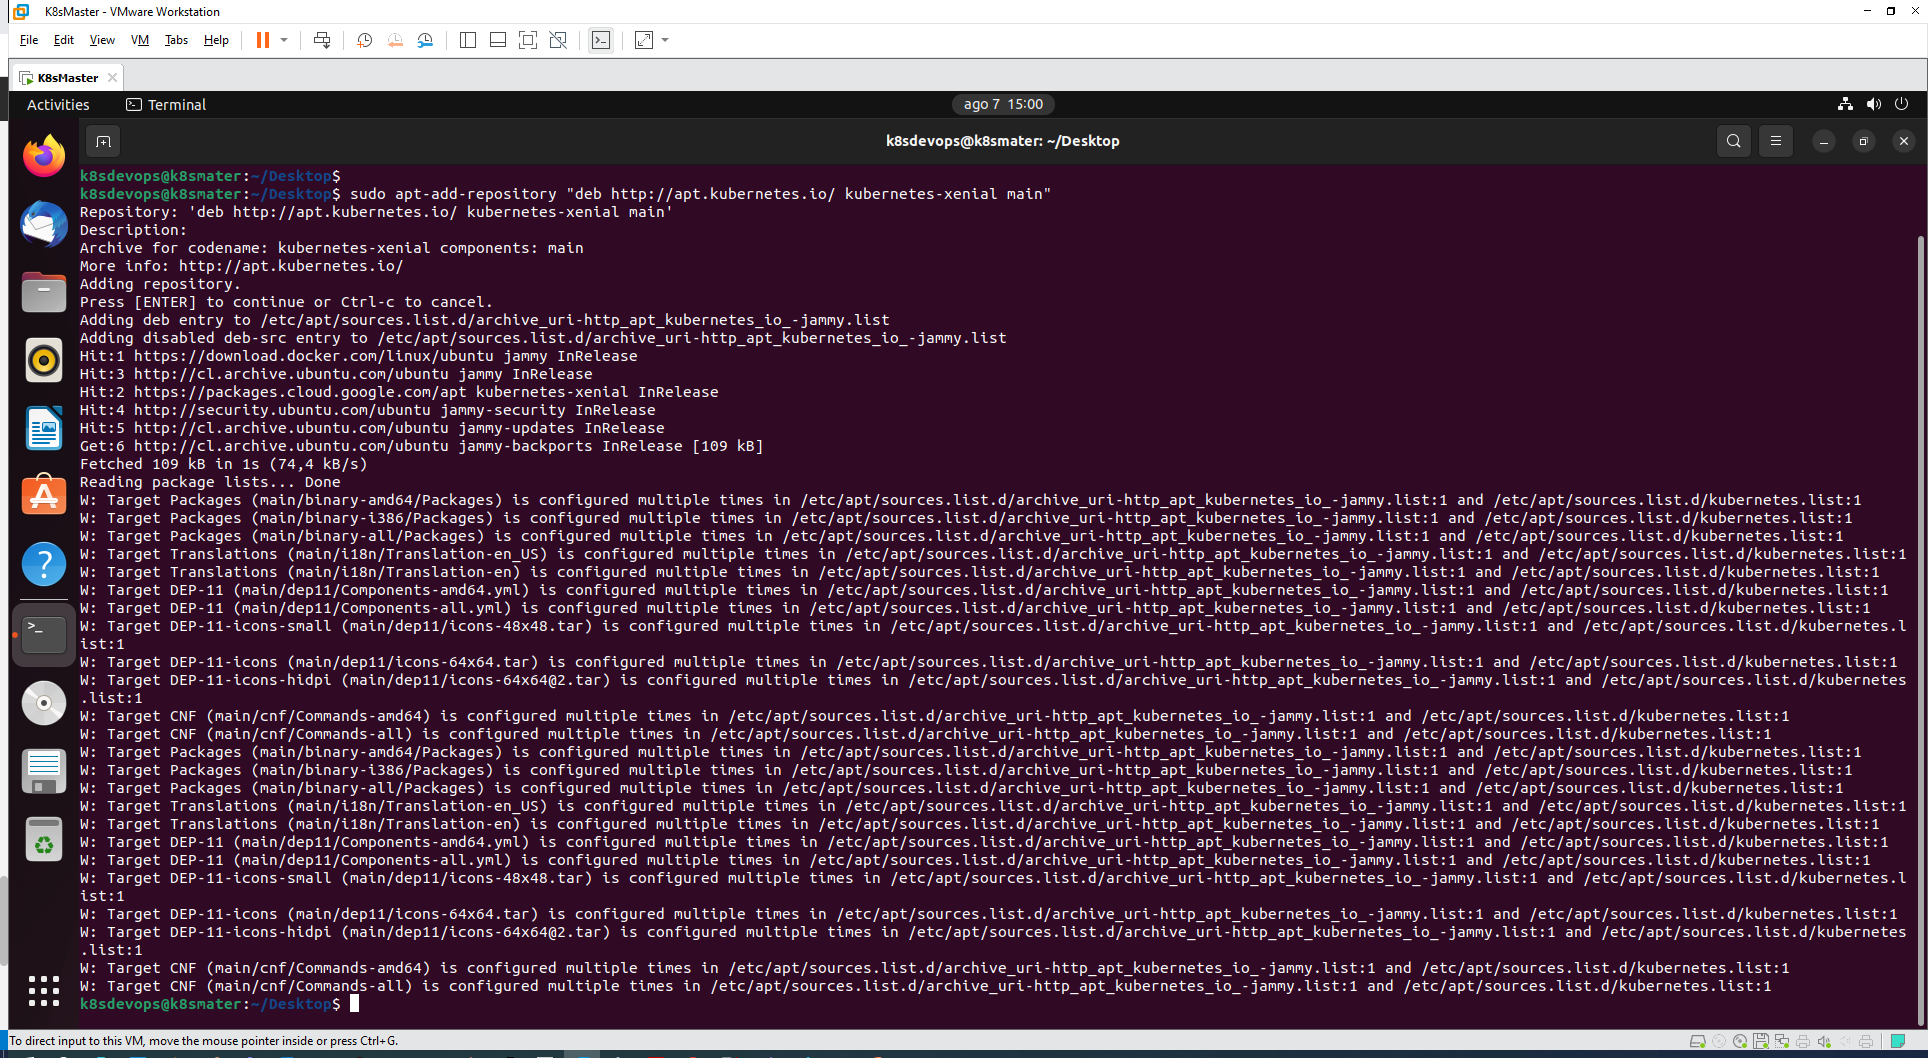 K8sMaster - VMware Workstation
File Edit View VM Tabs Help
K8sMaster
Activities Terminal ago 7 15:00
k8sdevops@k8smater: ~/Desktop
k8sdevops@k8smater:~/Desktop$
k8sdevops@k8smater:~/Desktop$ sudo apt-add-repository "deb http://apt.kubernetes.io/ kubernetes-xenial main"
Repository: 'deb http://apt.kubernetes.io/ kubernetes-xenial main'
Description:
Archive for codename: kubernetes-xenial components: main
More info: http://apt.kubernetes.io/
Adding repository.
Press [ENTER] to continue or Ctrl-c to cancel.
Adding deb entry to /etc/apt/sources.list.d/archive_uri-http_apt_kubernetes_io_-jammy.list
Adding disabled deb-src entry to /etc/apt/sources.list.d/archive_uri-http_apt_kubernetes_io_-jammy.list
Hit:1 https://download.docker.com/linux/ubuntu jammy InRelease
Hit:3 http://cl.archive.ubuntu.com/ubuntu jammy InRelease
Hit:2 https://packages.cloud.google.com/apt kubernetes-xenial InRelease
Hit:4 http://security.ubuntu.com/ubuntu jammy-security InRelease
Hit:5 http://cl.archive.ubuntu.com/ubuntu jammy-updates InRelease
Get:6 http://cl.archive.ubuntu.com/ubuntu jammy-backports InRelease [109 kB]
Fetched 109 kB in 1s (74,4 kB/s)
Reading package lists... Done
W: Target Packages (main/binary-amd64/Packages) is configured multiple times in /etc/apt/sources.list.d/archive_uri-http_apt_kubernetes_io_-jammy.list:1 and /etc/apt/sources.list.d/kubernetes.list:1
W: Target Packages (main/binary-i386/Packages) is configured multiple times in /etc/apt/sources.list.d/archive_uri-http_apt_kubernetes_io_-jammy.list:1 and /etc/apt/sources.list.d/kubernetes.list:1
W: Target Packages (main/binary-all/Packages) is configured multiple times in /etc/apt/sources.list.d/archive_uri-http_apt_kubernetes_io_-jammy.list:1 and /etc/apt/sources.list.d/kubernetes.list:1
W: Target Translations (main/i18n/Translation-en_US) is configured multiple times in /etc/apt/sources.list.d/archive_uri-http_apt_kubernetes_io_-jammy.list:1 and /etc/apt/sources.list.d/kubernetes.list:1
W: Target Translations (main/i18n/Translation-en) is configured multiple times in /etc/apt/sources.list.d/archive_uri-http_apt_kubernetes_io_-jammy.list:1 and /etc/apt/sources.list.d/kubernetes.list:1
W: Target DEP-11 (main/dep11/Components-amd64.yml) is configured multiple times in /etc/apt/sources.list.d/archive_uri-http_apt_kubernetes_io_-jammy.list:1 and /etc/apt/sources.list.d/kubernetes.list:1
W: Target DEP-11 (main/dep11/Components-all.yml) is configured multiple times in /etc/apt/sources.list.d/archive_uri-http_apt_kubernetes_io_-jammy.list:1 and /etc/apt/sources.list.d/kubernetes.list:1
W: Target DEP-11-icons-small (main/dep11/icons-48x48.tar) is configured multiple times in /etc/apt/sources.list.d/archive_uri-http_apt_kubernetes_io_-jammy.list:1 and /etc/apt/sources.list.d/kubernetes.l
ist:1
W: Target DEP-11-icons (main/dep11/icons-64x64.tar) is configured multiple times in /etc/apt/sources.list.d/archive_uri-http_apt_kubernetes_io_-jammy.list:1 and /etc/apt/sources.list.d/kubernetes.list:1
W: Target DEP-11-icons-hidpi (main/dep11/icons-64x64@2.tar) is configured multiple times in /etc/apt/sources.list.d/archive_uri-http_apt_kubernetes_io_-jammy.list:1 and /etc/apt/sources.list.d/kubernetes
.list:1
W: Target CNF (main/cnf/Commands-amd64) is configured multiple times in /etc/apt/sources.list.d/archive_uri-http_apt_kubernetes_io_-jammy.list:1 and /etc/apt/sources.list.d/kubernetes.list:1
W: Target CNF (main/cnf/Commands-all) is configured multiple times in /etc/apt/sources.list.d/archive_uri-http_apt_kubernetes_io_-jammy.list:1 and /etc/apt/sources.list.d/kubernetes.list:1
W: Target Packages (main/binary-amd64/Packages) is configured multiple times in /etc/apt/sources.list.d/archive_uri-http_apt_kubernetes_io_-jammy.list:1 and /etc/apt/sources.list.d/kubernetes.list:1
W: Target Packages (main/binary-i386/Packages) is configured multiple times in /etc/apt/sources.list.d/archive_uri-http_apt_kubernetes_io_-jammy.list:1 and /etc/apt/sources.list.d/kubernetes.list:1
W: Target Packages (main/binary-all/Packages) is configured multiple times in /etc/apt/sources.list.d/archive_uri-http_apt_kubernetes_io_-jammy.list:1 and /etc/apt/sources.list.d/kubernetes.list:1
W: Target Translations (main/i18n/Translation-en_US) is configured multiple times in /etc/apt/sources.list.d/archive_uri-http_apt_kubernetes_io_-jammy.list:1 and /etc/apt/sources.list.d/kubernetes.list:1
W: Target Translations (main/i18n/Translation-en) is configured multiple times in /etc/apt/sources.list.d/archive_uri-http_apt_kubernetes_io_-jammy.list:1 and /etc/apt/sources.list.d/kubernetes.list:1
W: Target DEP-11 (main/dep11/Components-amd64.yml) is configured multiple times in /etc/apt/sources.list.d/archive_uri-http_apt_kubernetes_io_-jammy.list:1 and /etc/apt/sources.list.d/kubernetes.list:1
W: Target DEP-11 (main/dep11/Components-all.yml) is configured multiple times in /etc/apt/sources.list.d/archive_uri-http_apt_kubernetes_io_-jammy.list:1 and /etc/apt/sources.list.d/kubernetes.list:1
W: Target DEP-11-icons-small (main/dep11/icons-48x48.tar) is configured multiple times in /etc/apt/sources.list.d/archive_uri-http_apt_kubernetes_io_-jammy.list:1 and /etc/apt/sources.list.d/kubernetes.l
ist:1
W: Target DEP-11-icons (main/dep11/icons-64x64.tar) is configured multiple times in /etc/apt/sources.list.d/archive_uri-http_apt_kubernetes_io_-jammy.list:1 and /etc/apt/sources.list.d/kubernetes.list:1
W: Target DEP-11-icons-hidpi (main/dep11/icons-64x64@2.tar) is configured multiple times in /etc/apt/sources.list.d/archive_uri-http_apt_kubernetes_io_-jammy.list:1 and /etc/apt/sources.list.d/kubernetes
.list:1
W: Target CNF (main/cnf/Commands-amd64) is configured multiple times in /etc/apt/sources.list.d/archive_uri-http_apt_kubernetes_io_-jammy.list:1 and /etc/apt/sources.list.d/kubernetes.list:1
W: Target CNF (main/cnf/Commands-all) is configured multiple times in /etc/apt/sources.list.d/archive_uri-http_apt_kubernetes_io_-jammy.list:1 and /etc/apt/sources.list.d/kubernetes.list:1
k8sdevops@k8smater:~/Desktop$
To direct input to this VM, move the mouse pointer inside or press Ctrl+G.